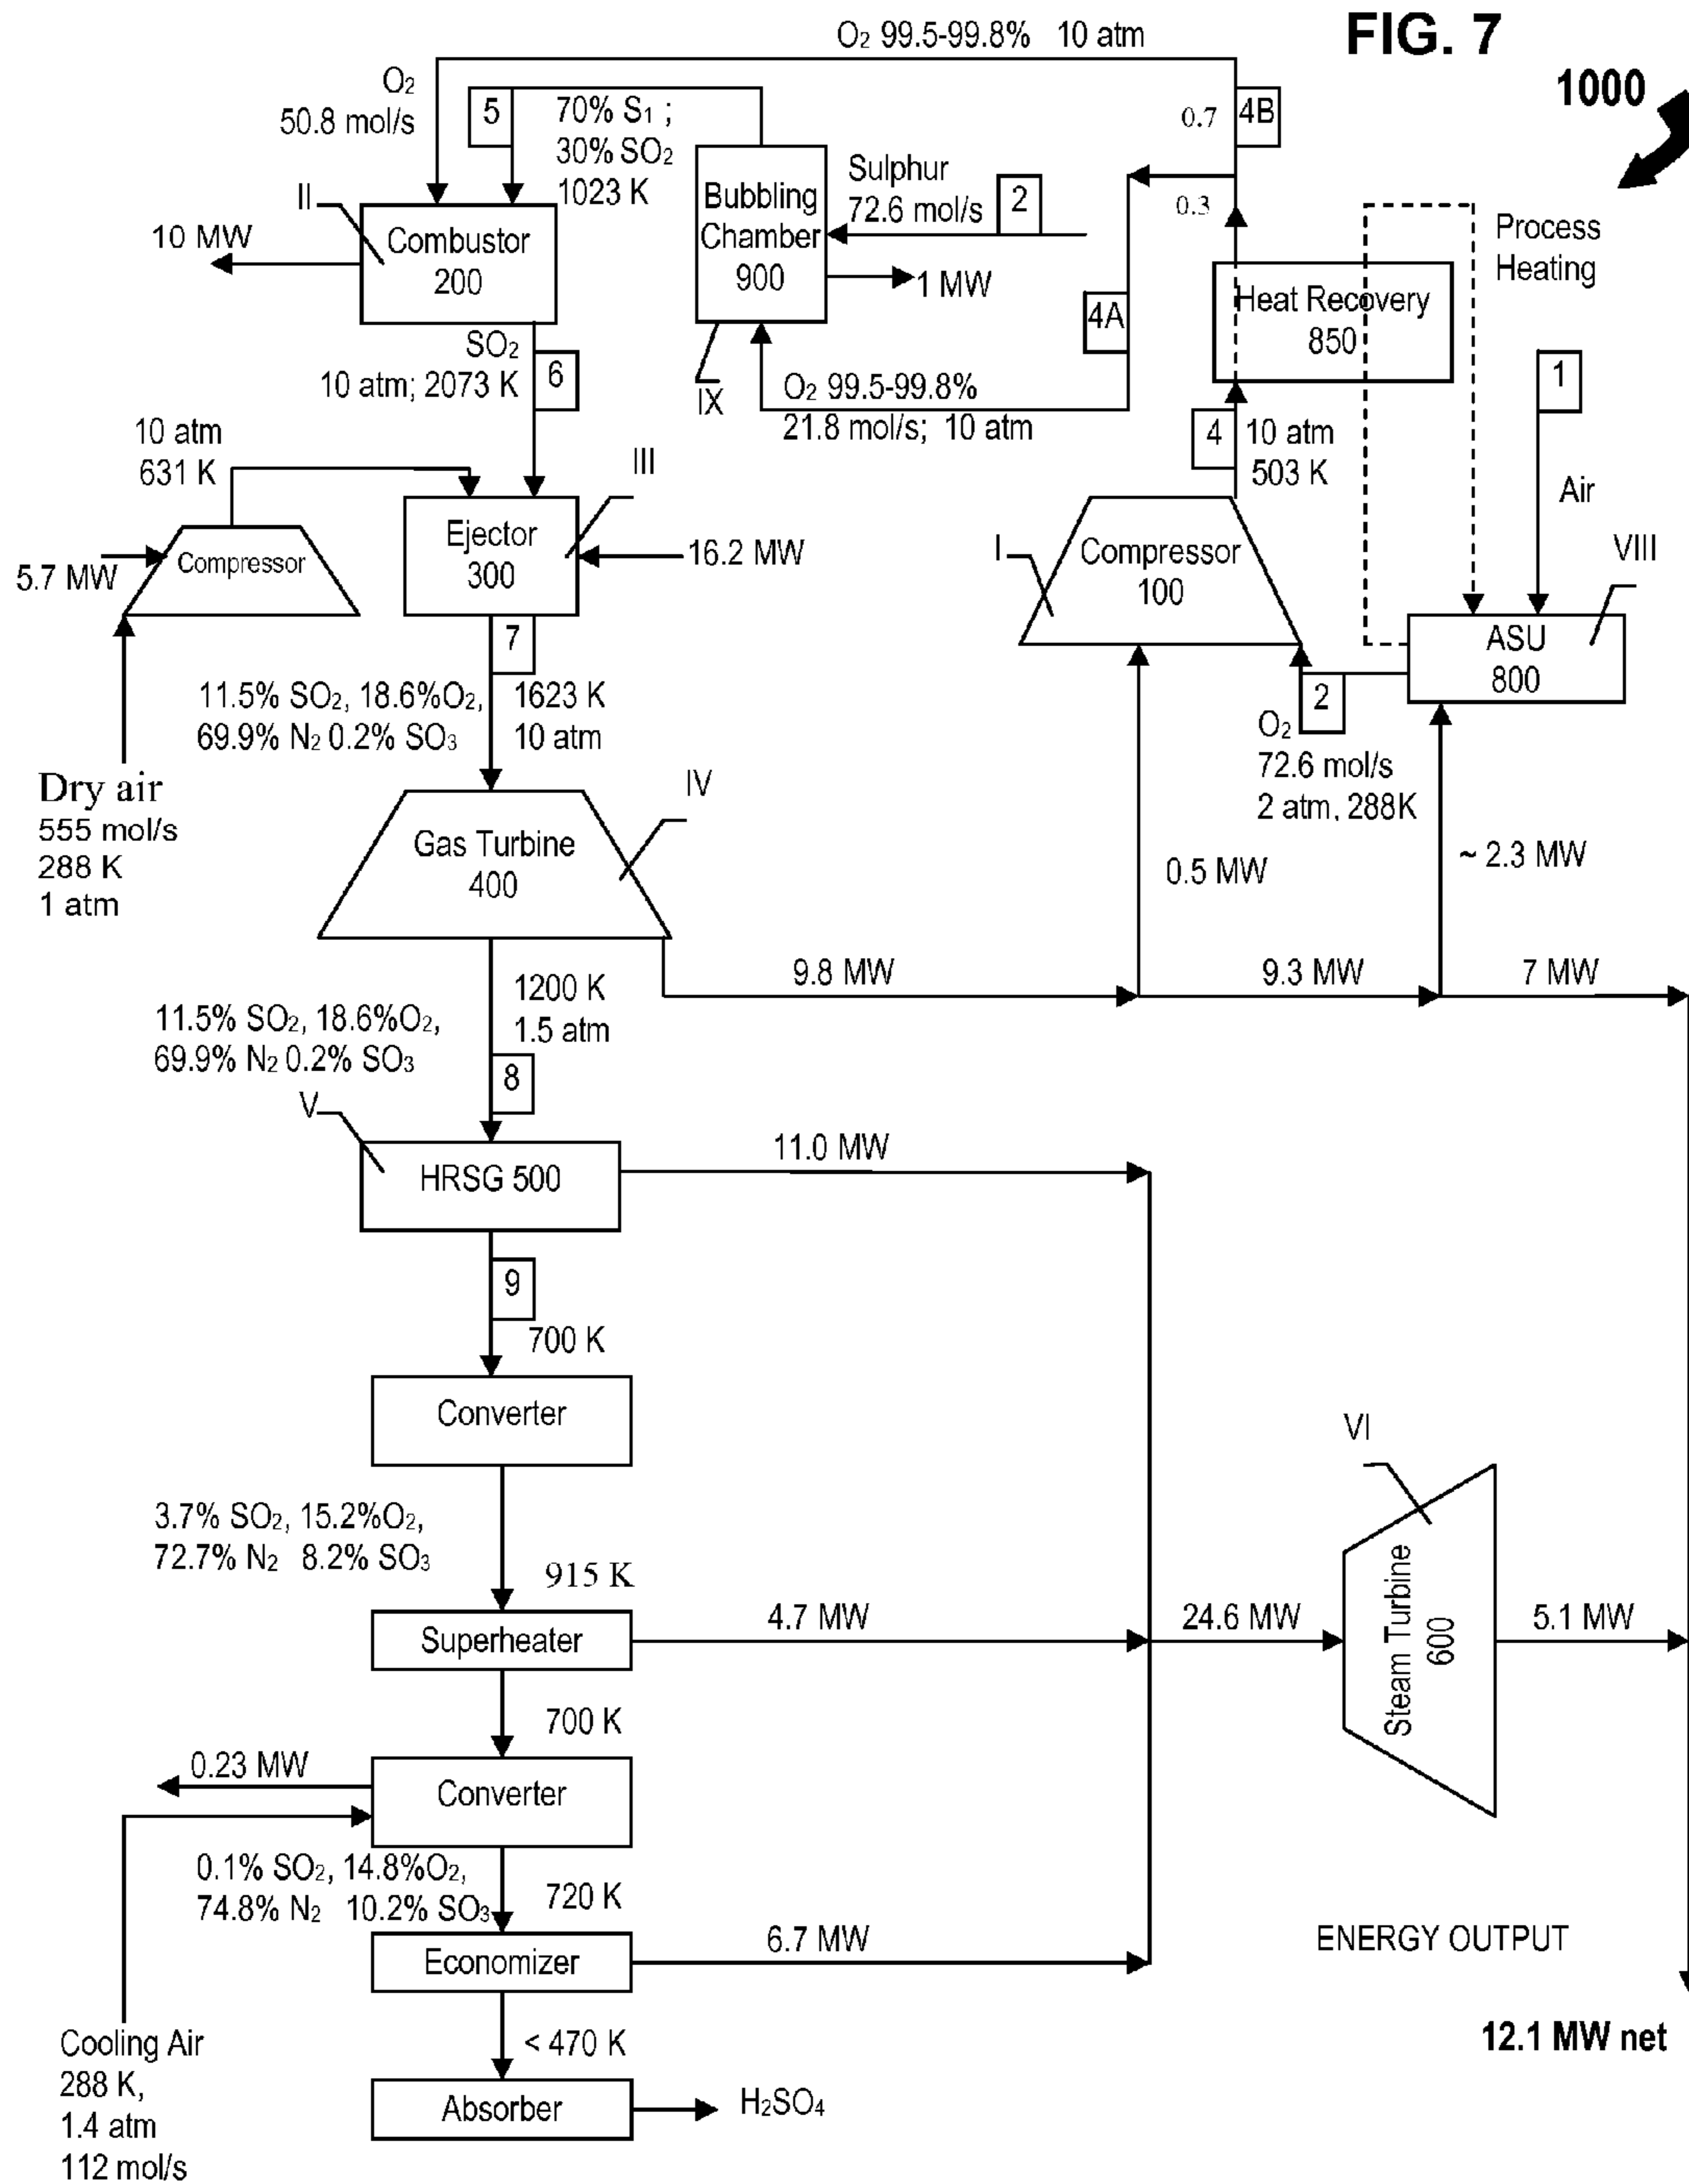 FIG. 7
1000
O₂ 99.5-99.8% 10 atm
O₂
50.8 mol/s
5
70% S₁ ;
30% SO₂
1023 K
0.7
4B
0.3
II
10 MW
Combustor
200
Bubbling
Chamber
900
Sulphur
72.6 mol/s
2
1 MW
4A
IX
O₂ 99.5-99.8%
21.8 mol/s; 10 atm
Process
Heating
Heat Recovery
850
1
Air
SO₂
10 atm; 2073 K
6
4
10 atm
503 K
10 atm
631 K
III
5.7 MW
Compressor
Ejector
300
16.2 MW
I
Compressor
100
VIII
ASU
800
7
2
O₂
72.6 mol/s
2 atm, 288K
11.5% SO₂, 18.6%O₂,
69.9% N₂ 0.2% SO₃
1623 K
10 atm
Dry air
555 mol/s
288 K
1 atm
IV
Gas Turbine
400
0.5 MW
~ 2.3 MW
9.8 MW
9.3 MW
7 MW
1200 K
1.5 atm
11.5% SO₂, 18.6%O₂,
69.9% N₂ 0.2% SO₃
8
V
HRSG 500
11.0 MW
9
700 K
Converter
3.7% SO₂, 15.2%O₂,
72.7% N₂ 8.2% SO₃
915 K
VI
Superheater
4.7 MW
24.6 MW
Steam Turbine
600
5.1 MW
700 K
0.23 MW
Converter
0.1% SO₂, 14.8%O₂,
74.8% N₂ 10.2% SO₃
720 K
Economizer
6.7 MW
ENERGY OUTPUT
12.1 MW net
Cooling Air
288 K,
1.4 atm
112 mol/s
< 470 K
Absorber
H₂SO₄